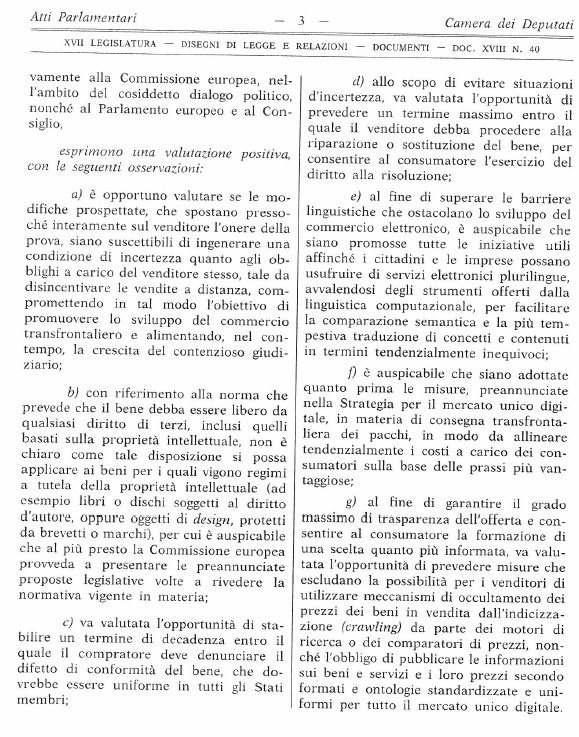 Atti Parlamentari
— 3 —
Camera dei Deputati
XVII LEGISLATURA — DISEGNI DI LEGGE E RELAZIONI — DOCUMENTI — DOC. XVIII N. 40
vamente alla Commissione europea, nel-
l'ambito del cosiddetto dialogo politico,
nonché al Parlamento europeo e al Con-
siglio,
esprimono una valutazione positiva,
con le seguenti osservazioni:
a) è opportuno valutare se le mo-
difiche prospettate, che spostano presso-
ché interamente sul venditore l'onere della
prova, siano suscettibili di ingenerare una
condizione di incertezza quanto agli ob-
blighi a carico del venditore stesso, tale da
disincentivare le vendite a distanza, com-
promettendo in tal modo l'obiettivo di
promuovere lo sviluppo del commercio
transfrontaliero e alimentando, nel con-
tempo, la crescita del contenzioso giudi-
ziario;
b) con riferimento alla norma che
prevede che il bene debba essere libero da
qualsiasi diritto di terzi, inclusi quelli
basati sulla proprietà intellettuale, non è
chiaro come tale disposizione si possa
applicare ai beni per i quali vigono regimi
a tutela della proprietà intellettuale (ad
esempio libri o dischi soggetti al diritto
d'autore, oppure oggetti di design, protetti
da brevetti o marchi), per cui è auspicabile
che al più presto la Commissione europea
provveda a presentare le preannunciate
proposte legislative volte a rivedere la
normativa vigente in materia;
c) va valutata l'opportunità di sta-
bilire un termine di decadenza entro il
quale il compratore deve denunciare il
difetto di conformità del bene, che do-
vrebbe essere uniforme in tutti gli Stati
membri;
d) allo scopo di evitare situazioni
d'incertezza, va valutata l'opportunità di
prevedere un termine massimo entro il
quale il venditore debba procedere alla
riparazione o sostituzione del bene, per
consentire al consumatore l'esercizio del
diritto alla risoluzione;
e) al fine di superare le barriere
linguistiche che ostacolano lo sviluppo del
commercio elettronico, è auspicabile che
siano promosse tutte le iniziative utili
affinché i cittadini e le imprese possano
usufruire di servizi elettronici plurilingue,
avvalendosi degli strumenti offerti dalla
linguistica computazionale, per facilitare
la comparazione semantica e la più tem-
pestiva traduzione di concetti e contenuti
in termini tendenzialmente inequivoci;
f) è auspicabile che siano adottate
quanto prima le misure, preannunciate
nella Strategia per il mercato unico digi-
tale, in materia di consegna transfronta-
liera dei pacchi, in modo da allineare
tendenzialmente i costi a carico dei con-
sumatori sulla base delle prassi più van-
taggiose;
g) al fine di garantire il grado
massimo di trasparenza dell'offerta e con-
sentire al consumatore la formazione di
una scelta quanto più informata, va valu-
tata l'opportunità di prevedere misure che
escludano la possibilità per i venditori di
utilizzare meccanismi di occultamento dei
prezzi dei beni in vendita dall'indicizza-
zione (crawling) da parte dei motori di
ricerca o dei comparatori di prezzi, non-
ché l'obbligo di pubblicare le informazioni
sui beni e servizi e i loro prezzi secondo
formati e ontologie standardizzate e uni-
formi per tutto il mercato unico digitale.